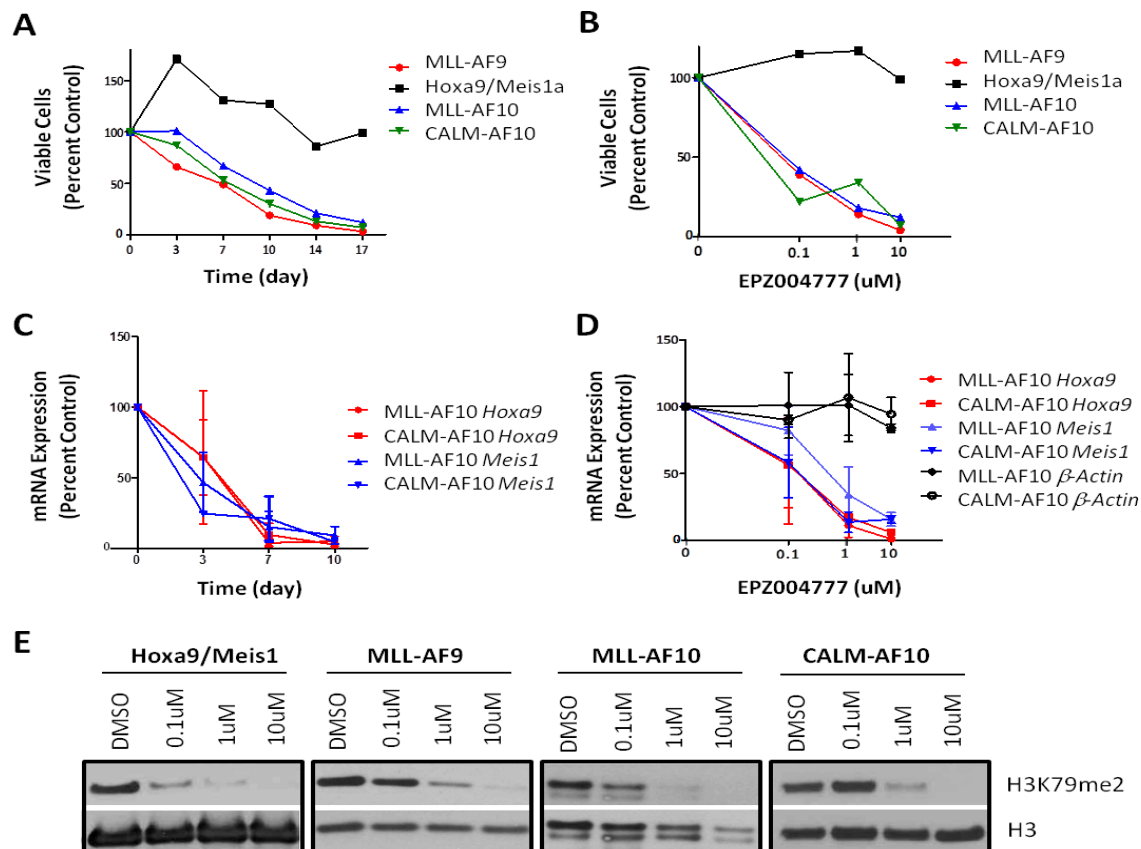 A
Viable Cells
(Percent Control)
150
100
50
0
0 3 7 10 14 17
Time (day)
MLL-AF9
Hoxa9/Meis1a
MLL-AF10
CALM-AF10
B
Viable Cells
(Percent Control)
100
50
0
0 0.1 1 10
EPZ004777 (uM)
MLL-AF9
Hoxa9/Meis1a
MLL-AF10
CALM-AF10
C
mRNA Expression
(Percent Control)
150
100
50
0
0 3 7 10
Time (day)
MLL-AF10 Hoxa9
CALM-AF10 Hoxa9
MLL-AF10 Meis1
CALM-AF10 Meis1
D
mRNA Expression
(Percent Control)
150
100
50
0
0 0.1 1 10
EPZ004777 (uM)
MLL-AF10 Hoxa9
CALM-AF10 Hoxa9
MLL-AF10 Meis1
CALM-AF10 Meis1
MLL-AF10 β-Actin
CALM-AF10 β-Actin
E
Hoxa9/Meis1 MLL-AF9 MLL-AF10 CALM-AF10
DMSO 0.1uM 1uM 10uM DMSO 0.1uM 1uM 10uM DMSO 0.1uM 1uM 10uM DMSO 0.1uM 1uM 10uM
H3K79me2
H3